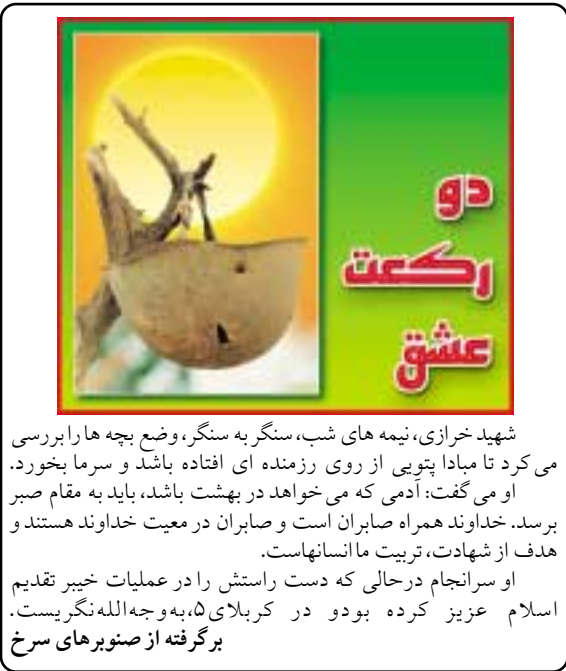 دو
رکعت
عشق
شهید خرازی، نیمه های شب، سنگر به سنگر، وضع بچه ها را بررسی
می کرد تا مبادا پتویی از روی رزمنده ای افتاده باشد و سرما بخورد.
او می گفت: آدمی که می خواهد در بهشت باشد، باید به مقام صبر
برسد. خداوند همراه صابران است و صابران در معیت خداوند هستند و
هدف از شهادت، تربیت ما انسانهاست.
او سرانجام درحالی که دست راستش را در عملیات خیبر تقدیم
اسلام عزیز کرده بودو در کربلای ۵،به وجه الله نگریست.
برگرفته از صنوبرهای سرخ